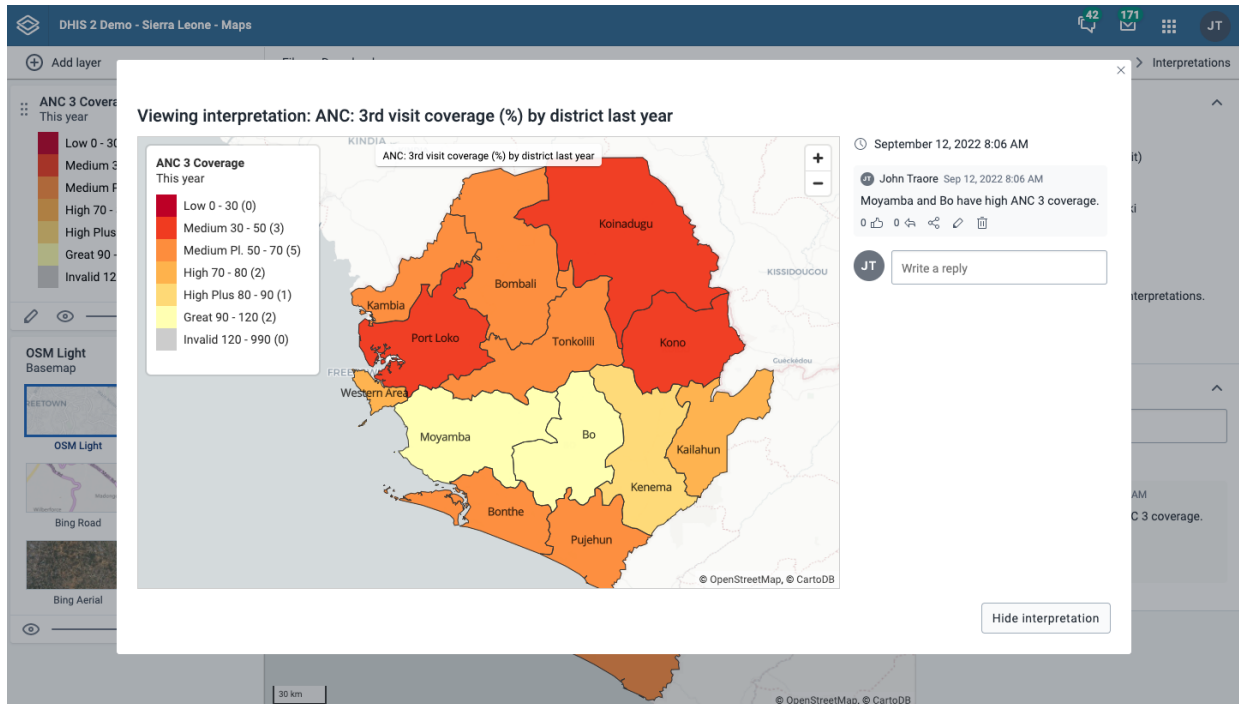 DHIS 2 Demo - Sierra Leone - Maps
42
171
JT
Add layer
Interpretations
ANC 3 Covera
This year
Low 0 - 30
Medium 3
Medium P
High 70 -
High Plus
Great 90 -
Invalid 12
OSM Light
Basemap
REETOWN
OSM Light
Bing Road
Bing Aerial
Viewing interpretation: ANC: 3rd visit coverage (%) by district last year
KINDIA
ANC: 3rd visit coverage (%) by district last year
ANC 3 Coverage
This year
Low 0 - 30 (0)
Medium 30 - 50 (3)
Medium Pl. 50 - 70 (5)
High 70 - 80 (2)
High Plus 80 - 90 (1)
Great 90 - 120 (2)
Invalid 120 - 990 (0)
+
−
Koinadugu
KISSIDOUGOU
Bombali
Kambia
Port Loko
Tonkolili
Kono
Guéckédou
FREETOWN
Western Area
Moyamba
Bo
Kailahun
Kenema
Bonthe
Pujehun
© OpenStreetMap, © CartoDB
September 12, 2022 8:06 AM
JT John Traore Sep 12, 2022 8:06 AM
Moyamba and Bo have high ANC 3 coverage.
0 0
JT Write a reply
Hide interpretation
it)
ki
nterpretations.
AM
C 3 coverage.
30 km
© OpenStreetMap, © CartoDB